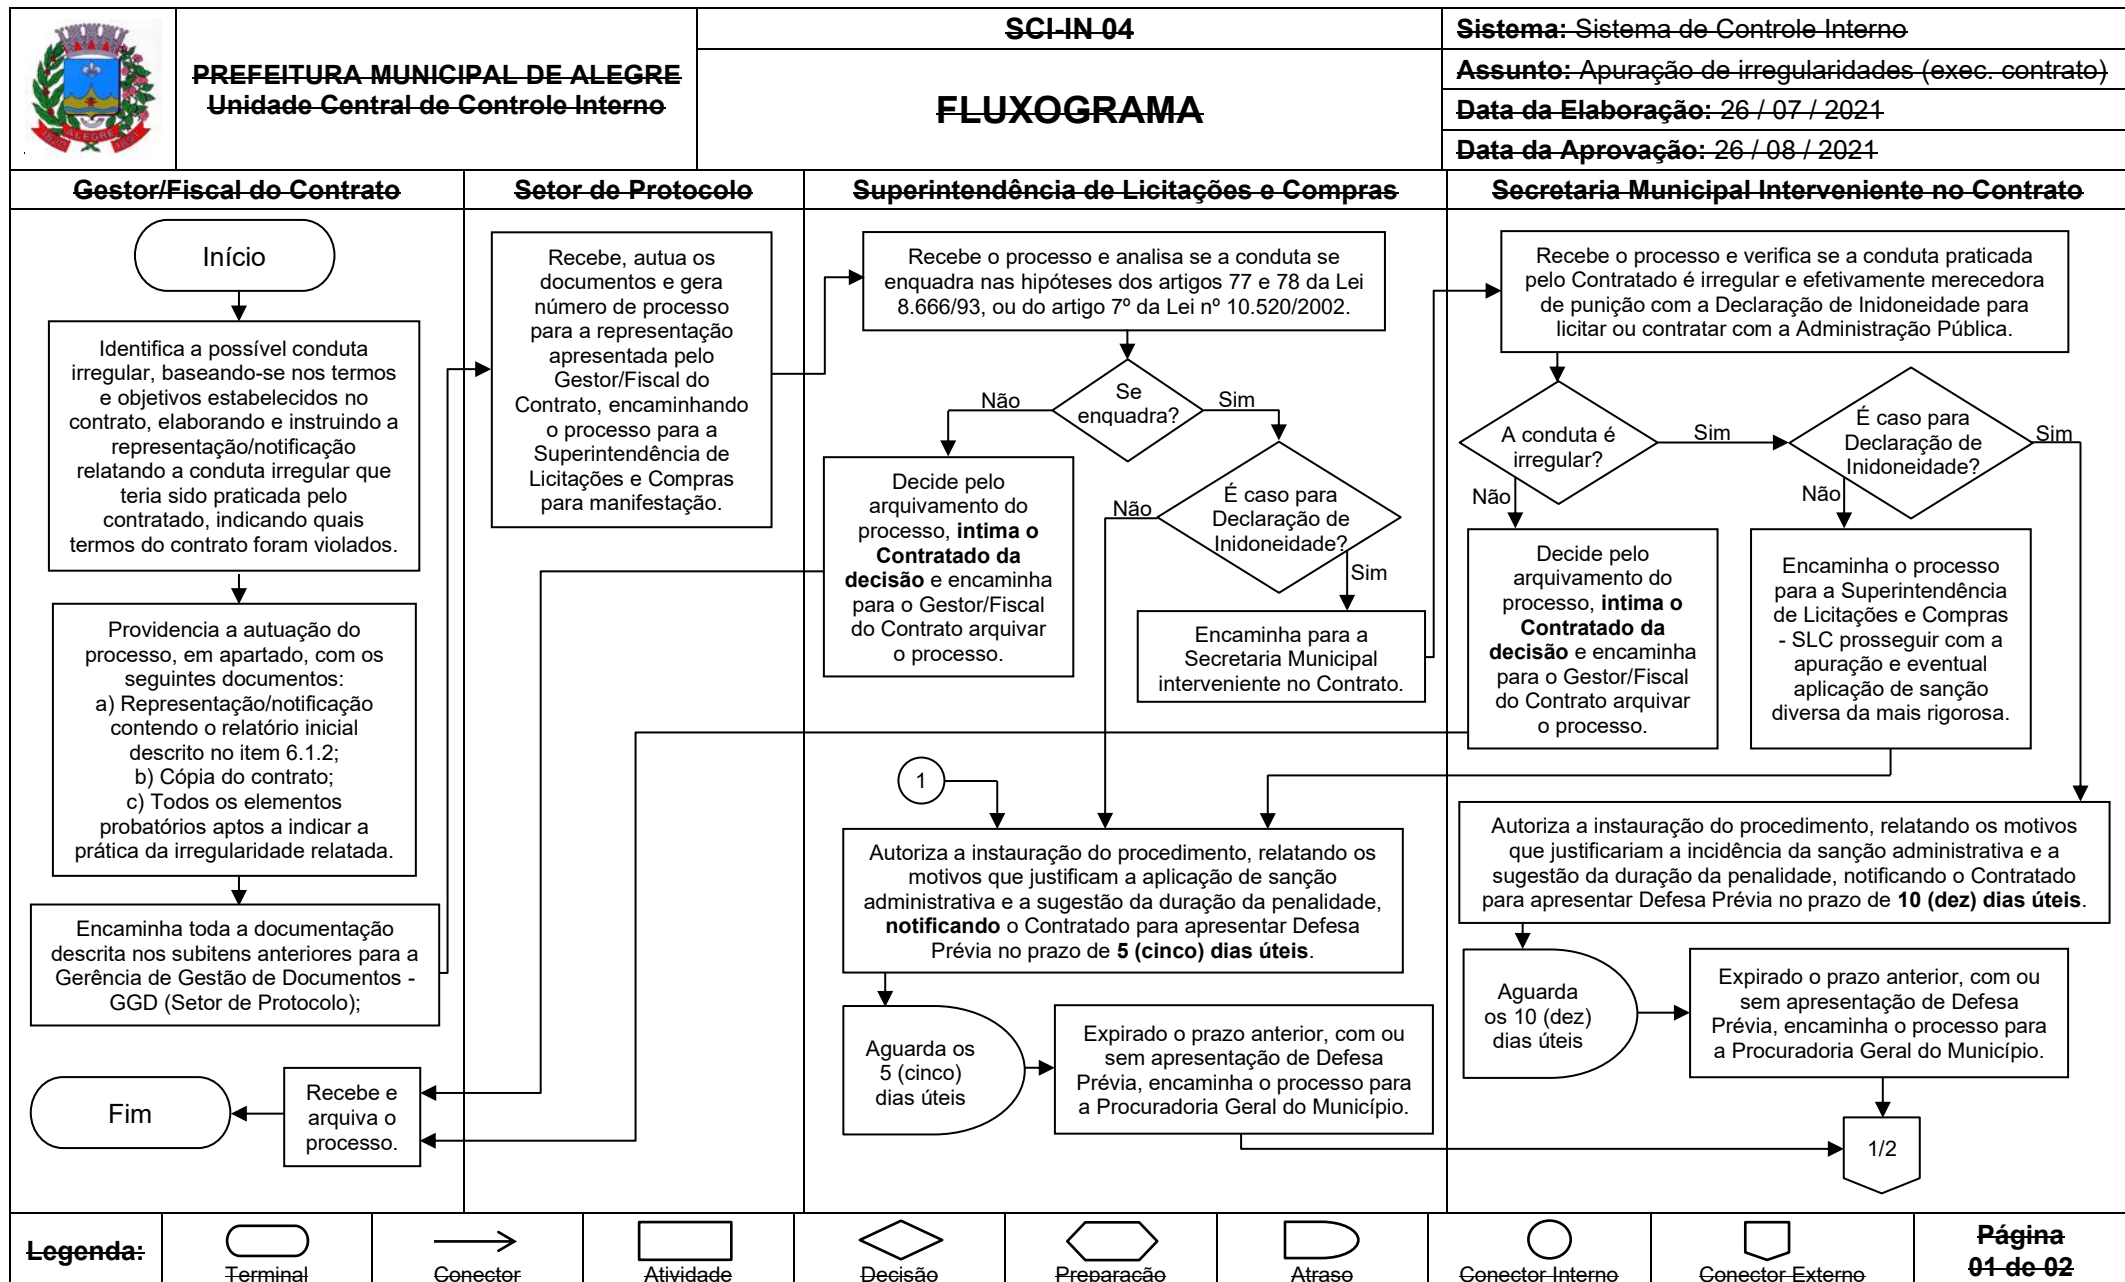 PREFEITURA MUNICIPAL DE ALEGRE
Unidade Central de Controle Interno
SCI-IN 04
FLUXOGRAMA
Sistema: Sistema de Controle Interno
Assunto: Apuração de irregularidades (exec. contrato)
Data da Elaboração: 26 / 07 / 2021
Data da Aprovação: 26 / 08 / 2021
ALEGRE
Gestor/Fiscal do Contrato
Setor de Protocolo
Superintendência de Licitações e Compras
Secretaria Municipal Interveniente no Contrato
Início
Identifica a possível conduta
irregular, baseando-se nos termos
e objetivos estabelecidos no
contrato, elaborando e instruindo a
representação/notificação
relatando a conduta irregular que
teria sido praticada pelo
contratado, indicando quais
termos do contrato foram violados.
Providencia a autuação do
processo, em apartado, com os
seguintes documentos:
a) Representação/notificação
contendo o relatório inicial
descrito no item 6.1.2;
b) Cópia do contrato;
c) Todos os elementos
probatórios aptos a indicar a
prática da irregularidade relatada.
Encaminha toda a documentação
descrita nos subitens anteriores para a
Gerência de Gestão de Documentos -
GGD (Setor de Protocolo);
Fim
Recebe e
arquiva o
processo.
Recebe, autua os
documentos e gera
número de processo
para a representação
apresentada pelo
Gestor/Fiscal do
Contrato, encaminhando
o processo para a
Superintendência de
Licitações e Compras
para manifestação.
Recebe o processo e analisa se a conduta se
enquadra nas hipóteses dos artigos 77 e 78 da Lei
8.666/93, ou do artigo 7º da Lei nº 10.520/2002.
Se
enquadra?
Não
Sim
Decide pelo
arquivamento do
processo, intima o
Contratado da
decisão e encaminha
para o Gestor/Fiscal
do Contrato arquivar
o processo.
É caso para
Declaração de
Inidoneidade?
Não
Sim
Encaminha para a
Secretaria Municipal
interveniente no Contrato.
1
Autoriza a instauração do procedimento, relatando os
motivos que justificam a aplicação de sanção
administrativa e a sugestão da duração da penalidade,
notificando o Contratado para apresentar Defesa
Prévia no prazo de 5 (cinco) dias úteis.
Aguarda os
5 (cinco)
dias úteis
Expirado o prazo anterior, com ou
sem apresentação de Defesa
Prévia, encaminha o processo para
a Procuradoria Geral do Município.
Recebe o processo e verifica se a conduta praticada
pelo Contratado é irregular e efetivamente merecedora
de punição com a Declaração de Inidoneidade para
licitar ou contratar com a Administração Pública.
A conduta é
irregular?
Sim
Não
É caso para
Declaração de
Inidoneidade?
Sim
Não
Decide pelo
arquivamento do
processo, intima o
Contratado da
decisão e encaminha
para o Gestor/Fiscal
do Contrato arquivar
o processo.
Encaminha o processo
para a Superintendência
de Licitações e Compras
- SLC prosseguir com a
apuração e eventual
aplicação de sanção
diversa da mais rigorosa.
Autoriza a instauração do procedimento, relatando os motivos
que justificariam a incidência da sanção administrativa e a
sugestão da duração da penalidade, notificando o Contratado
para apresentar Defesa Prévia no prazo de 10 (dez) dias úteis.
Aguarda
os 10 (dez)
dias úteis
Expirado o prazo anterior, com ou
sem apresentação de Defesa
Prévia, encaminha o processo para
a Procuradoria Geral do Município.
1/2
Legenda:
Terminal
Conector
Atividade
Decisão
Preparação
Atraso
Conector Interno
Conector Externo
Página
01 de 02